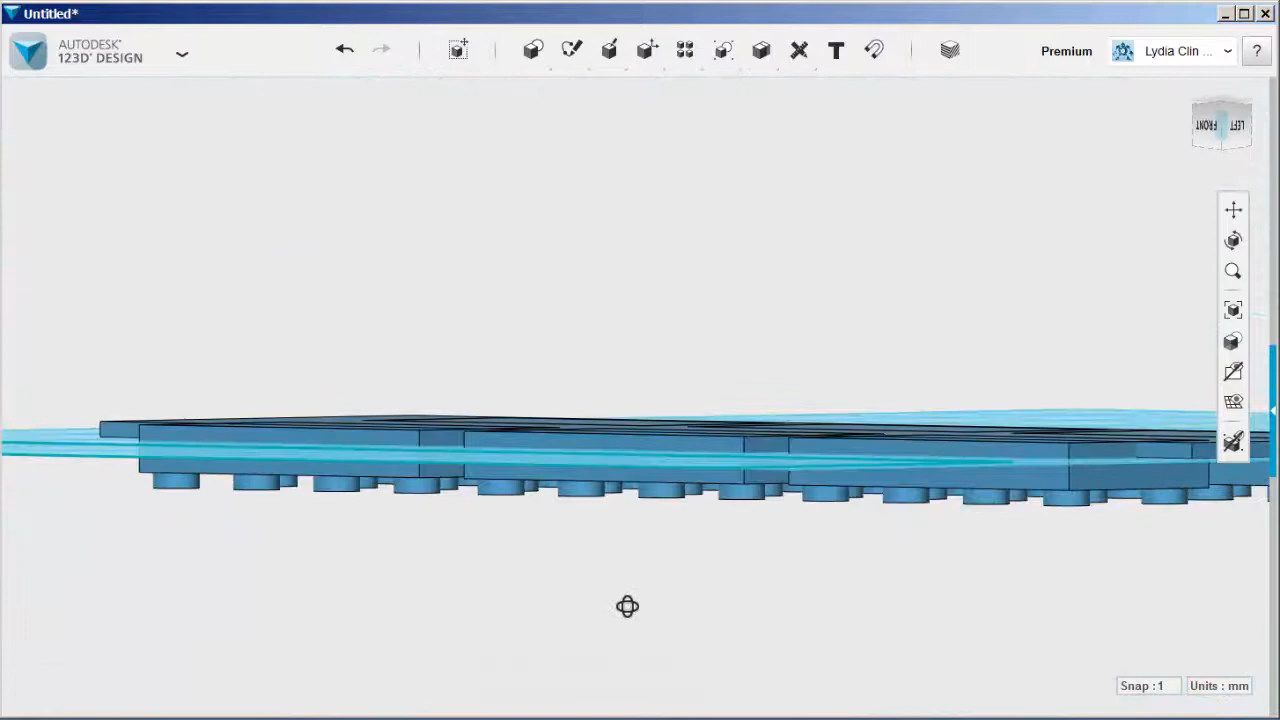 Untitled*
AUTODESK®
123D® DESIGN
Premium
Lydia Clin ...
?
FRONT
LEFT
Snap : 1
Units : mm